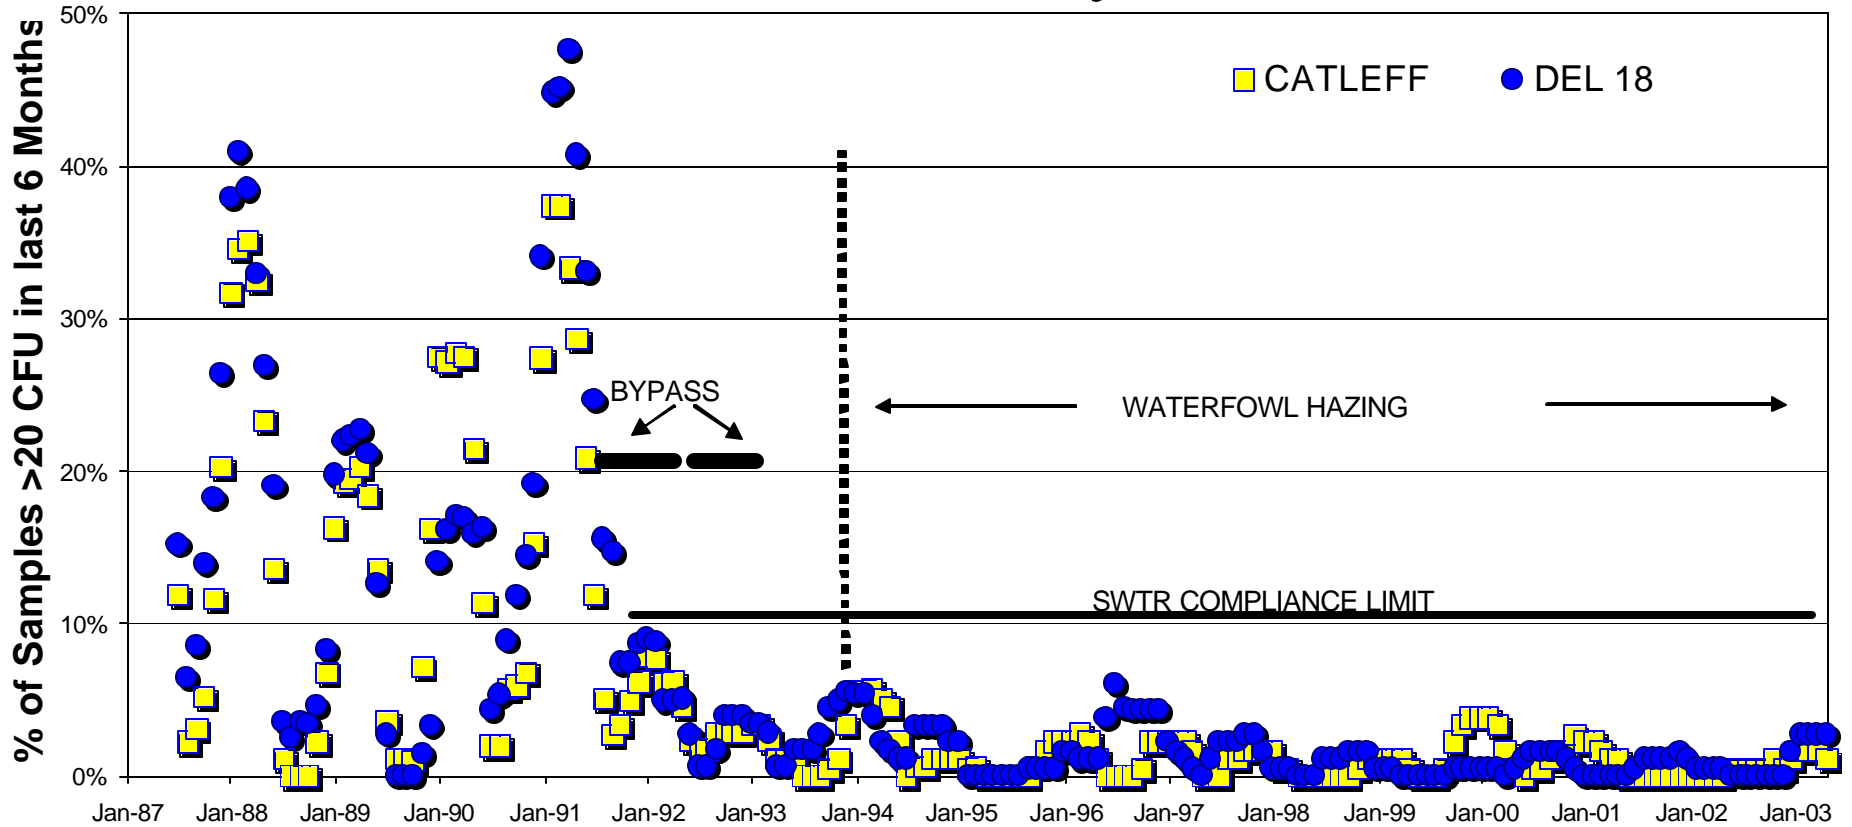 % of Samples >20 CFU in last 6 Months
50%
40%
30%
20%
10%
0%
CATLEFF
DEL 18
BYPASS
WATERFOWL HAZING
SWTR COMPLIANCE LIMIT
Jan-87
Jan-88
Jan-89
Jan-90
Jan-91
Jan-92
Jan-93
Jan-94
Jan-95
Jan-96
Jan-97
Jan-98
Jan-99
Jan-00
Jan-01
Jan-02
Jan-03